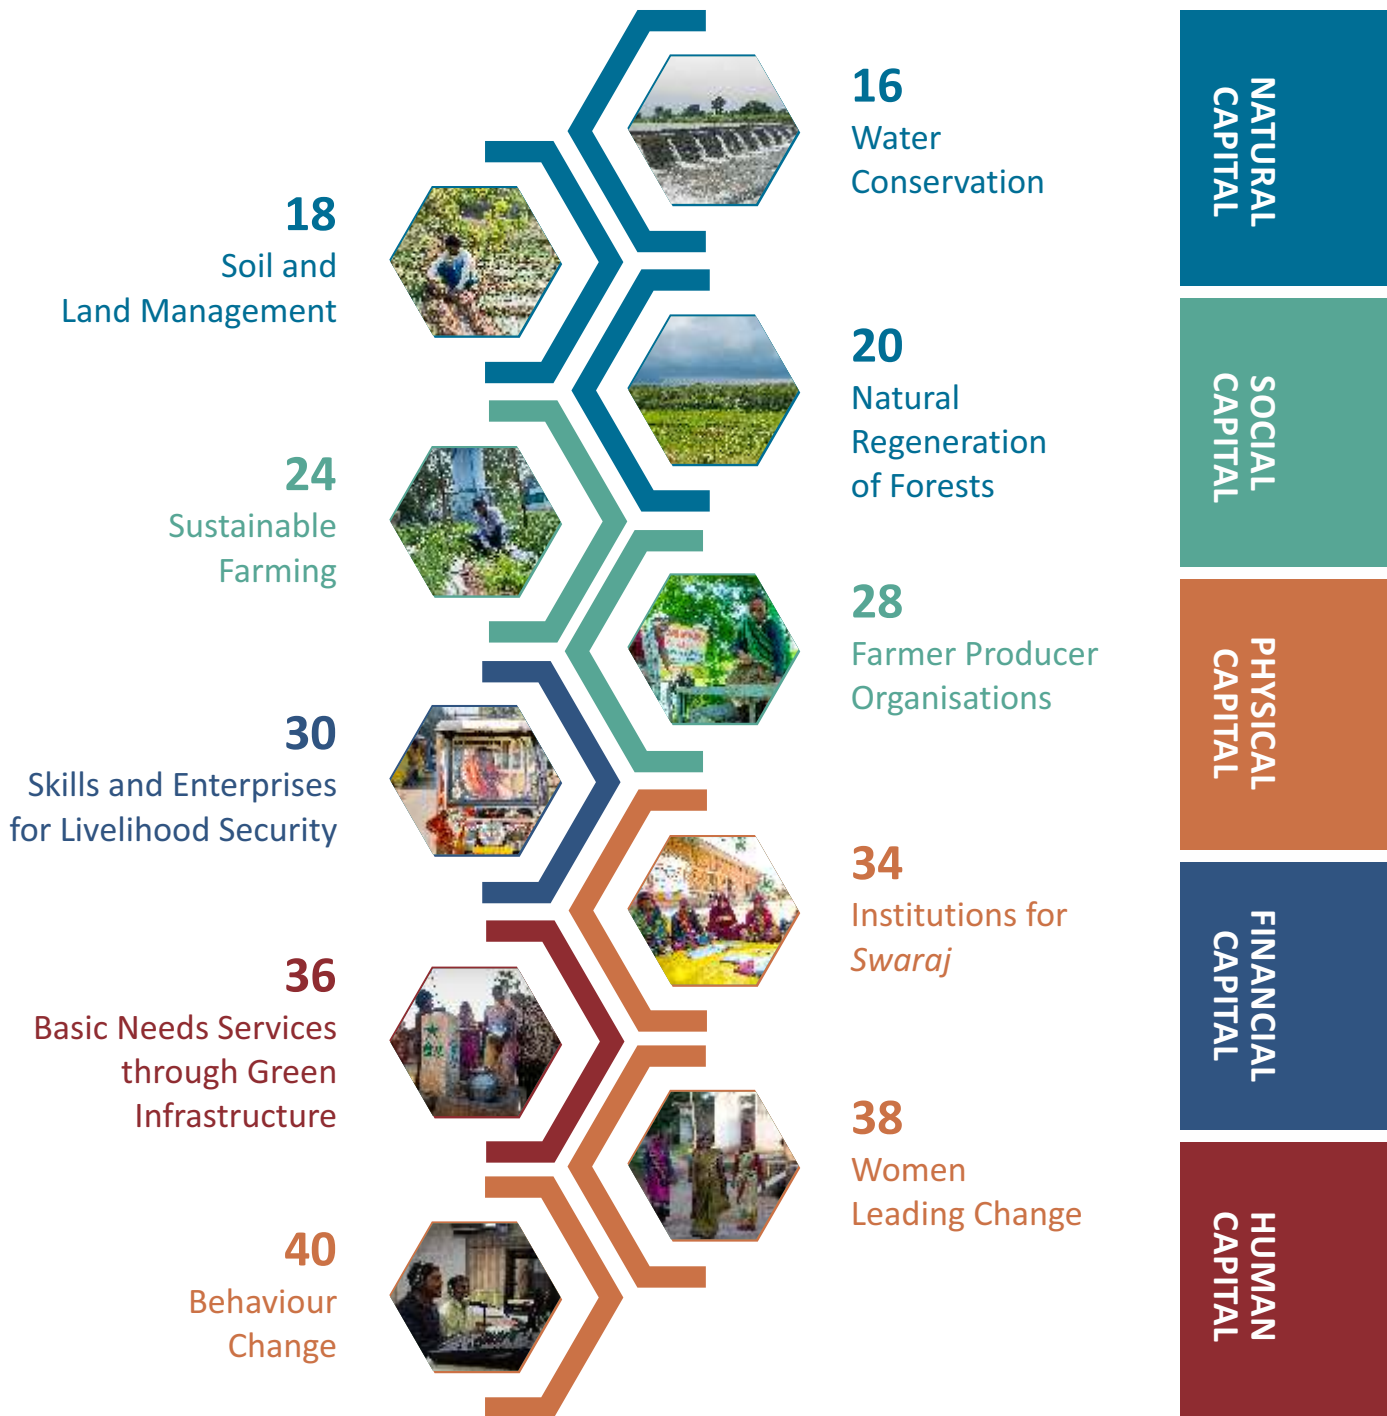 16
Water
Conservation
18
Soil and
Land Management
20
Natural
Regeneration
of Forests
24
Sustainable
Farming
28
Farmer Producer
Organisations
30
Skills and Enterprises
for Livelihood Security
34
Institutions for
Swaraj
36
Basic Needs Services
through Green
Infrastructure
38
Women
Leading Change
40
Behaviour
Change
NATURAL
CAPITAL
SOCIAL
CAPITAL
PHYSICAL
CAPITAL
FINANCIAL
CAPITAL
HUMAN
CAPITAL